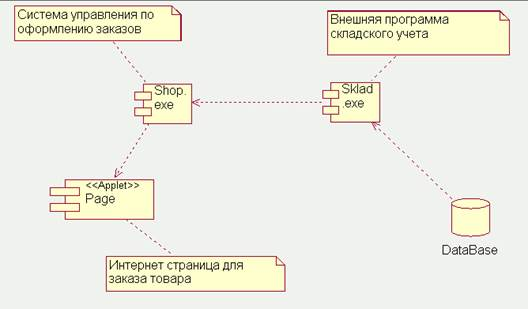 Система управления по
оформлению заказов
Внешняя программа
складского учета
Shop.
exe
Sklad
.exe
<<Applet>>
Page
DataBase
Интернет страница для
заказа товара